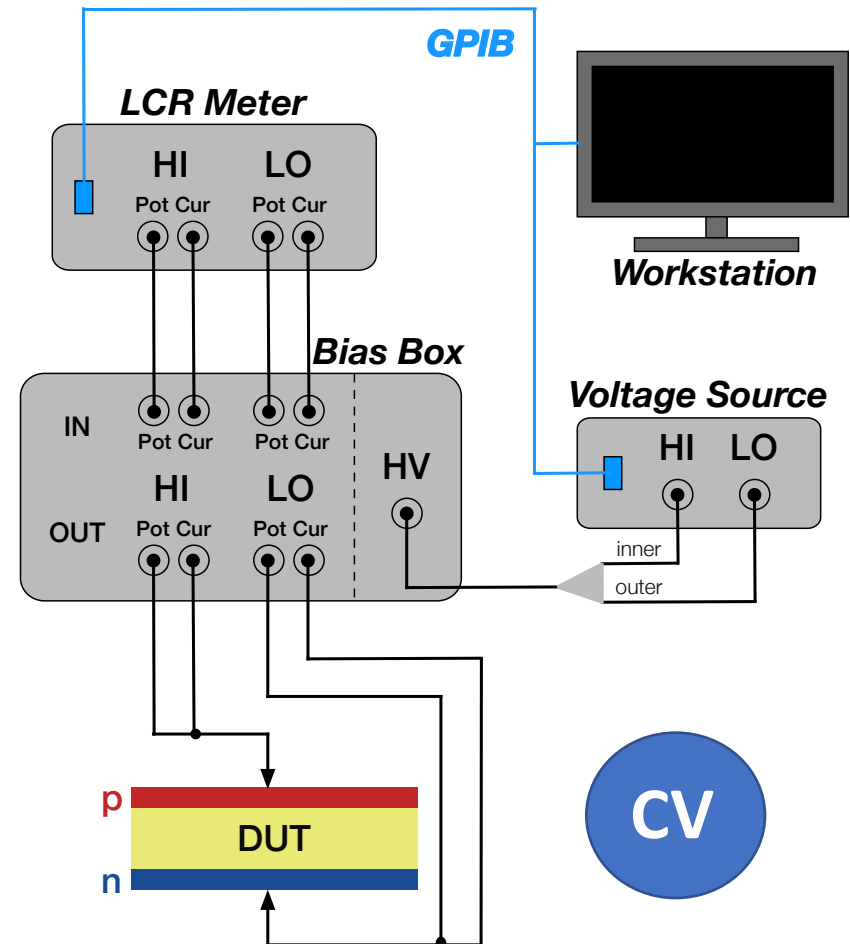 GPIB
LCR Meter
HI LO
Pot Cur Pot Cur
Workstation
Bias Box
IN
Pot Cur Pot Cur
HV
HI LO
OUT
Pot Cur Pot Cur
Voltage Source
HI LO
inner
outer
p
DUT
n
CV